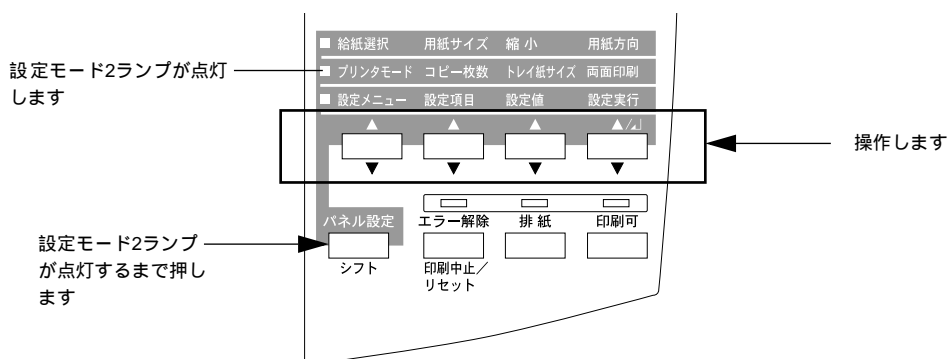 給紙選択 用紙サイズ 縮 小 用紙方向
設定モード2ランプが点灯
します
プリンタモード コピー枚数 トレイ紙サイズ 両面印刷
設定メニュー 設定項目 設定値 設定実行
操作します
パネル設定
エラー解除 排 紙 印刷可
設定モード2ランプ
が点灯するまで押し
ます
シフト
印刷中止／
リセット